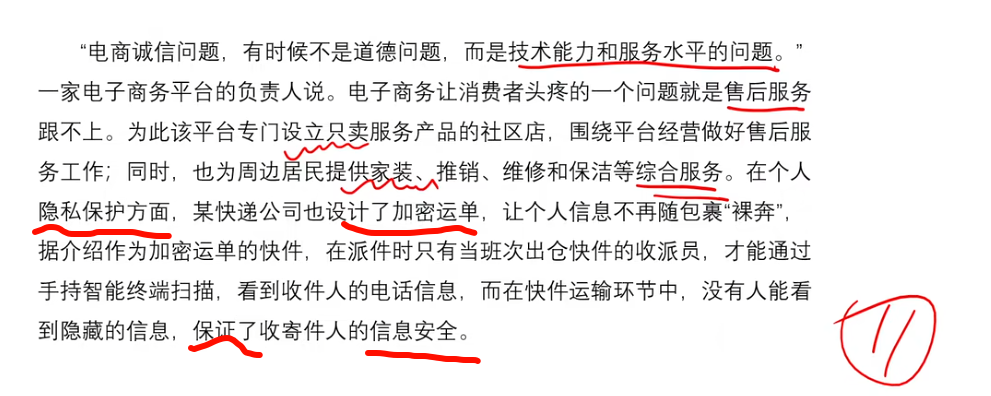 “电商诚信问题，有时候不是道德问题，而是技术能力和服务水平的问题。”
一家电子商务平台的负责人说。电子商务让消费者头疼的一个问题就是售后服务
跟不上。为此该平台专门设立只卖服务产品的社区店，围绕平台经营做好售后服
务工作；同时，也为周边居民提供家装、推销、维修和保洁等综合服务。在个人
隐私保护方面，某快递公司也设计了加密运单，让个人信息不再随包裹“裸奔”，
据介绍作为加密运单的快件，在派件时只有当班次出仓快件的收派员，才能通过
手持智能终端扫描，看到收件人的电话信息，而在快件运输环节中，没有人能看
到隐藏的信息，保证了收寄件人的信息安全。